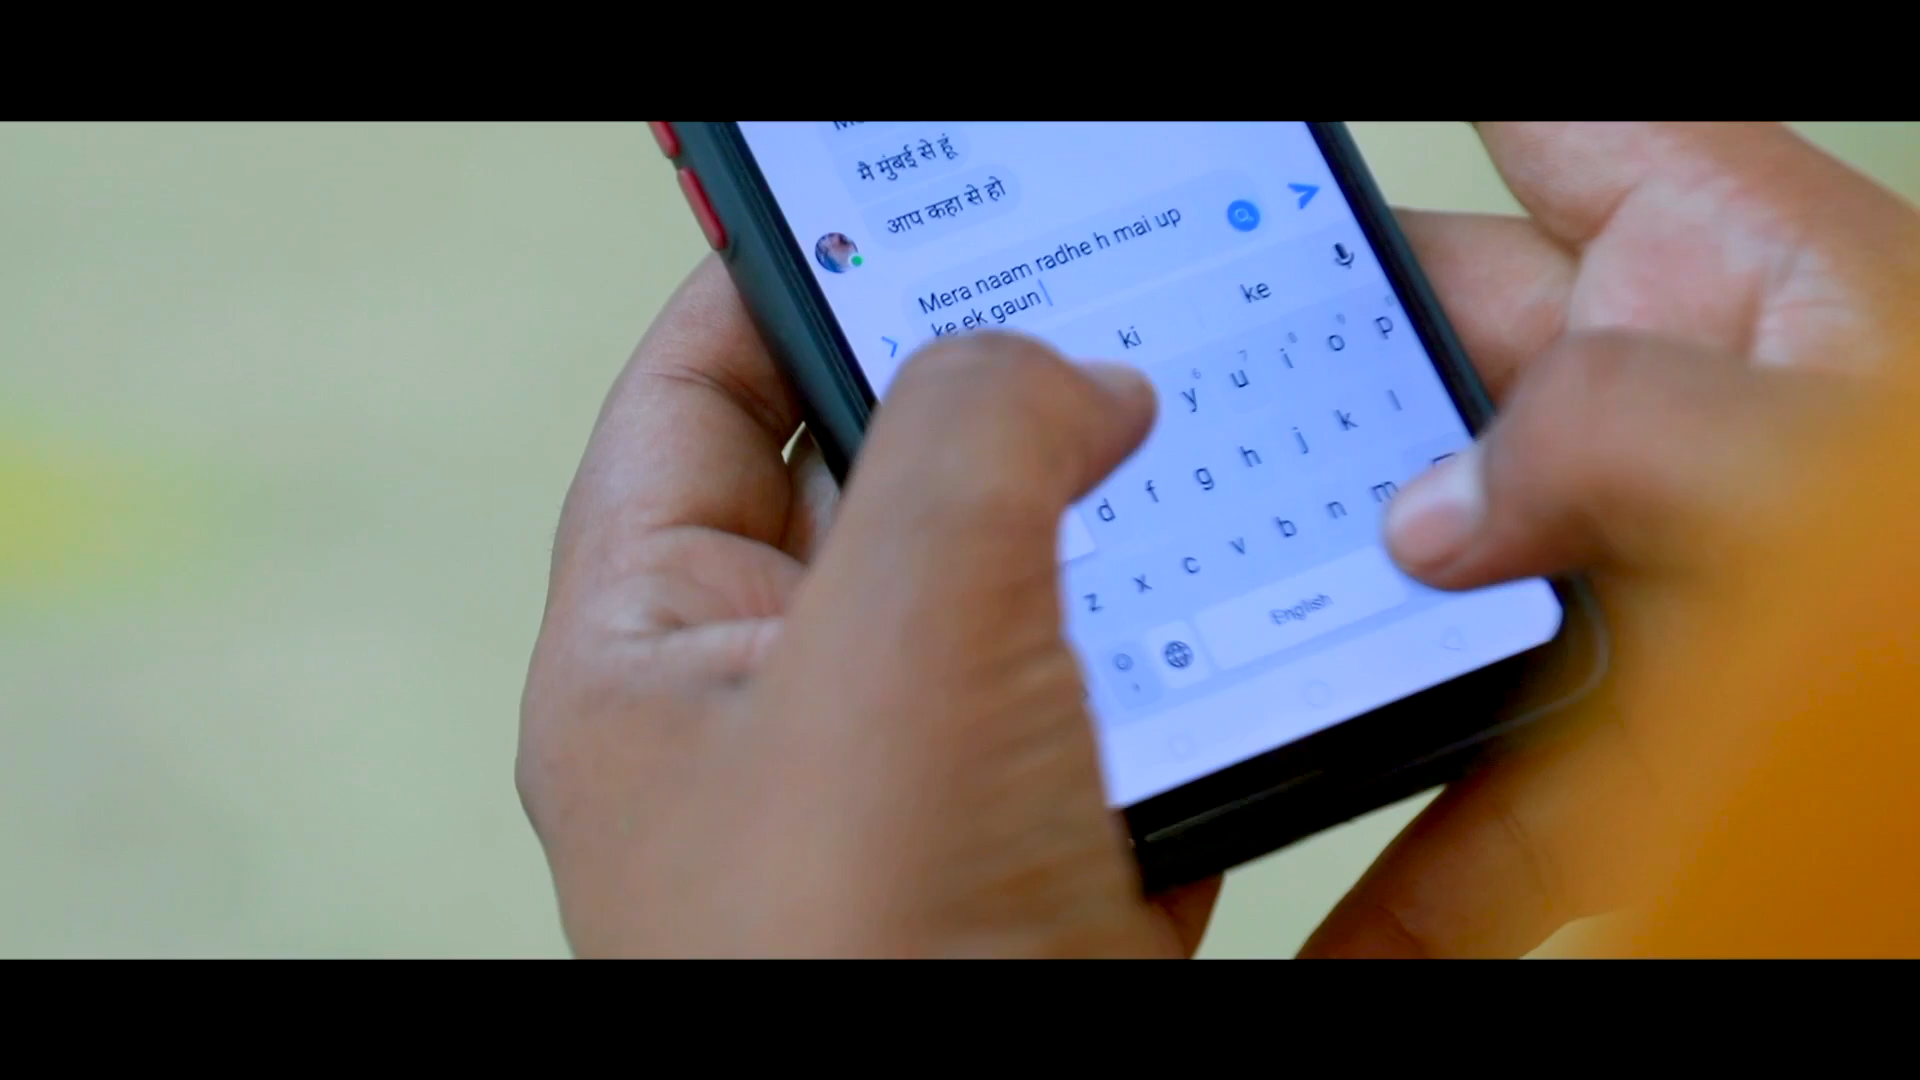 मै मुंबई से हूं
आप कहा से हो
Mera naam radhe h mai up
ke ek gaun
ki
ke
y u i o p
d f g h j k l
z x c v b n m
English